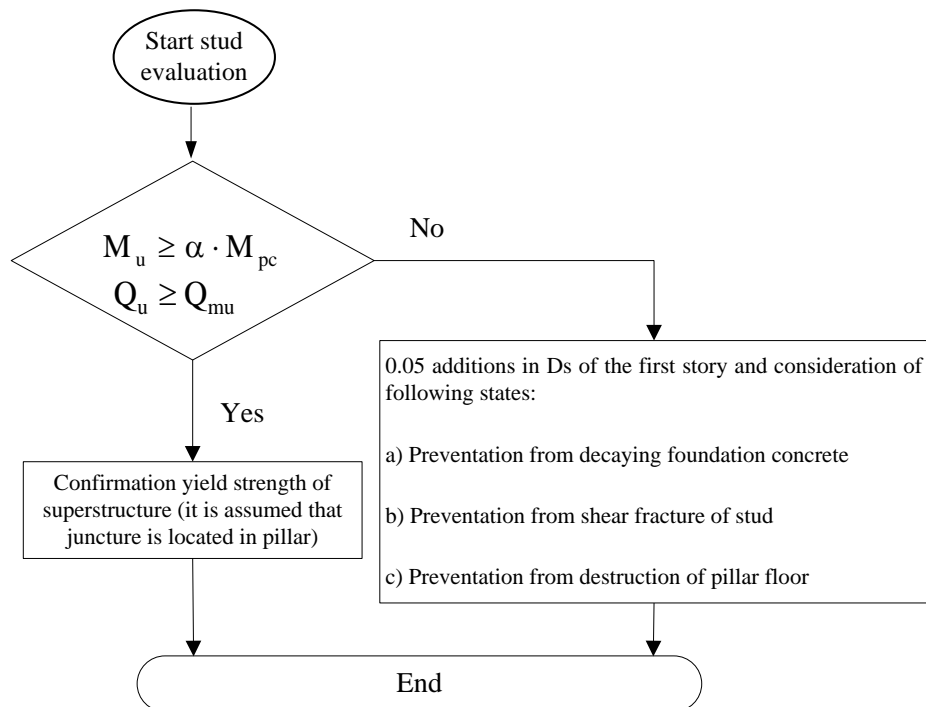 Start stud
evaluation
M_u ≥ α · M_pc
Q_u ≥ Q_mu
No
Yes
0.05 additions in Ds of the first story and consideration of
following states:
a) Preventation from decaying foundation concrete
b) Preventation from shear fracture of stud
c) Preventation from destruction of pillar floor
Confirmation yield strength of
superstructure (it is assumed that
juncture is located in pillar)
End